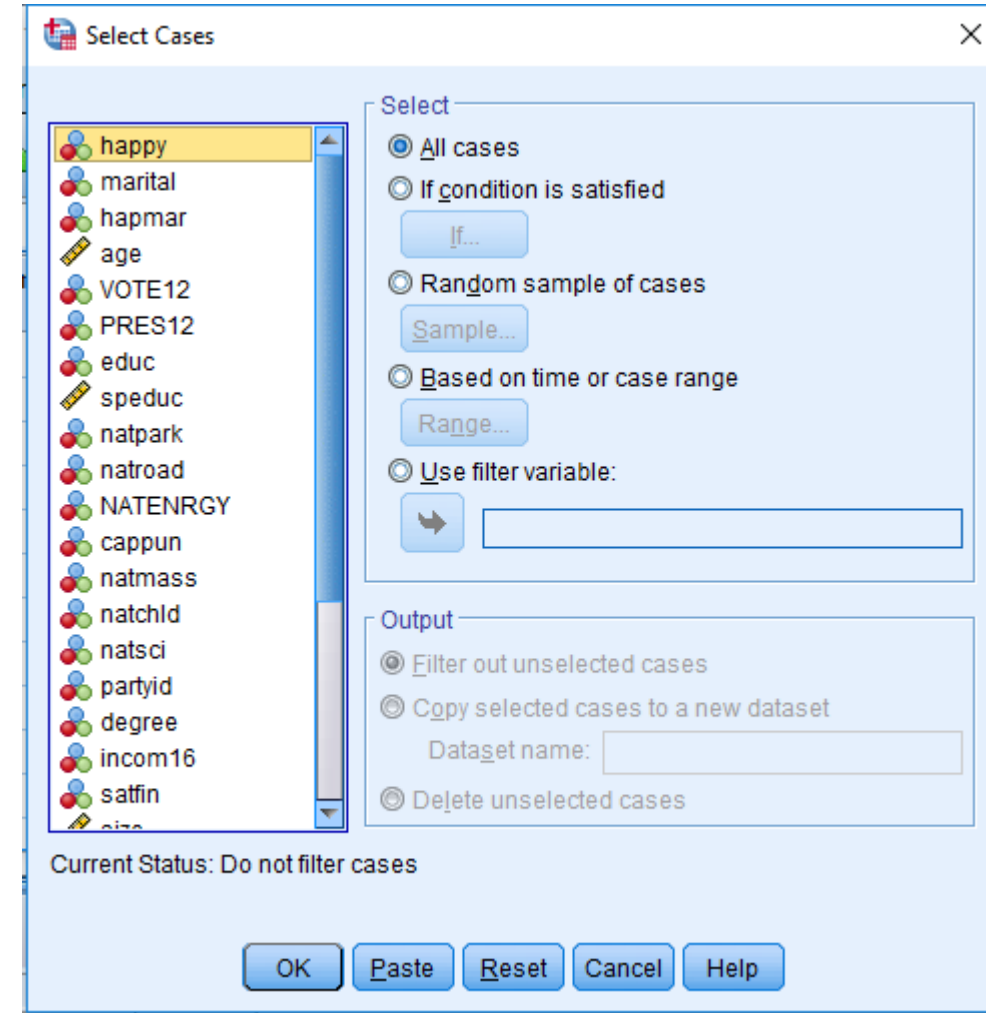 Select Cases
happy
marital
hapmar
age
VOTE12
PRES12
educ
speduc
natpark
natroad
NATENRGY
cappun
natmass
natchld
natsci
partyid
degree
incom16
satfin
Select
All cases
If condition is satisfied
If...
Random sample of cases
Sample...
Based on time or case range
Range...
Use filter variable:
Output
Filter out unselected cases
Copy selected cases to a new dataset
Dataset name:
Delete unselected cases
Current Status: Do not filter cases
OK Paste Reset Cancel Help